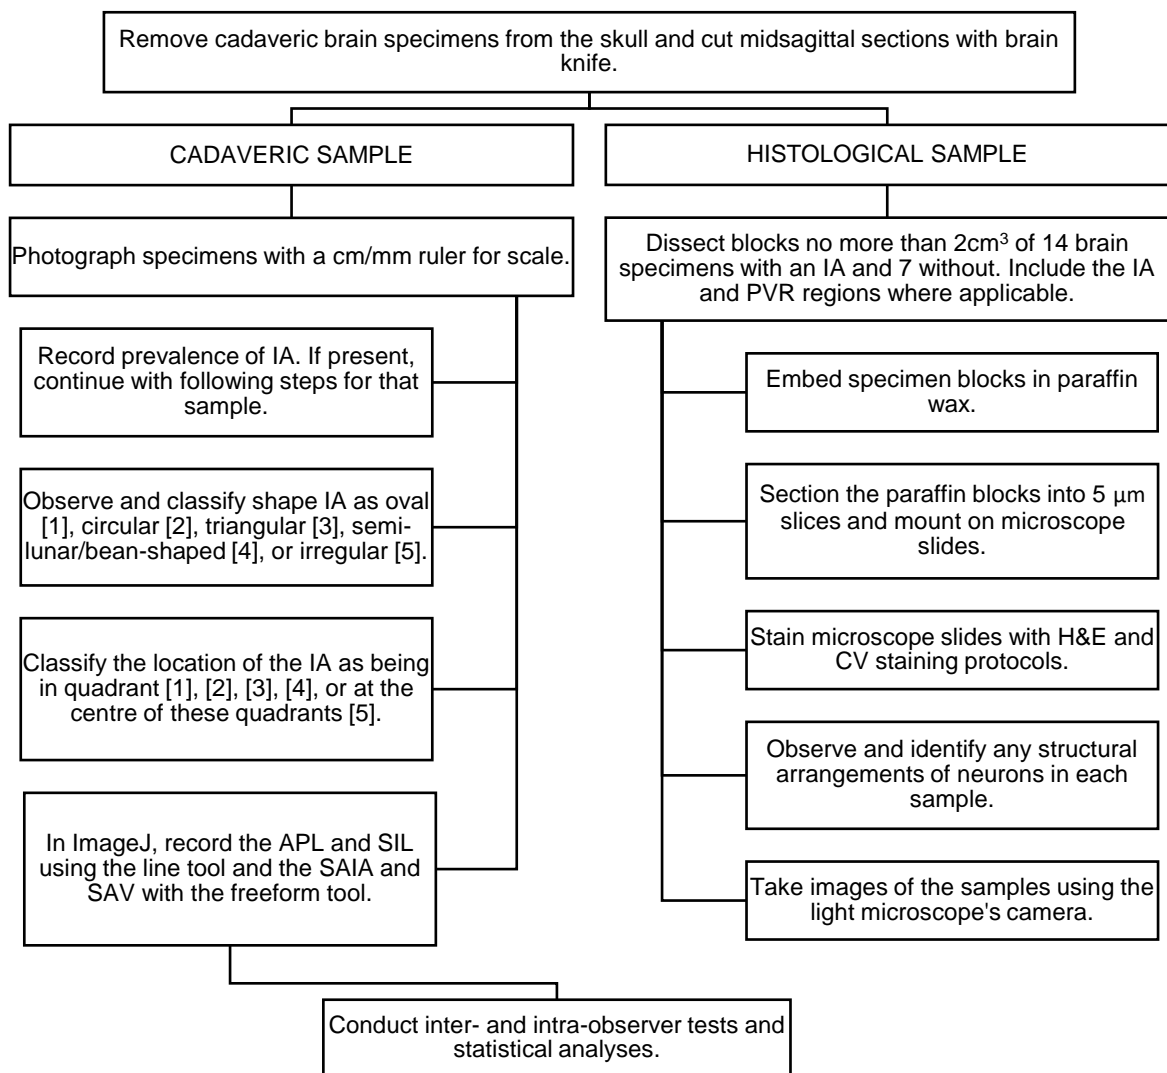 Remove cadaveric brain specimens from the skull and cut midsagittal sections with brain
knife.
CADAVERIC SAMPLE
Photograph specimens with a cm/mm ruler for scale.
Record prevalence of IA. If present,
continue with following steps for that
sample.
Observe and classify shape IA as oval
[1], circular [2], triangular [3], semi-
lunar/bean-shaped [4], or irregular [5].
Classify the location of the IA as being
in quadrant [1], [2], [3], [4], or at the
centre of these quadrants [5].
In ImageJ, record the APL and SIL
using the line tool and the SAIA and
SAV with the freeform tool.
Conduct inter- and intra-observer tests and
statistical analyses.
HISTOLOGICAL SAMPLE
Dissect blocks no more than 2cm³ of 14 brain
specimens with an IA and 7 without. Include the IA
and PVR regions where applicable.
Embed specimen blocks in paraffin
wax.
Section the paraffin blocks into 5 µm
slices and mount on microscope
slides.
Stain microscope slides with H&E and
CV staining protocols.
Observe and identify any structural
arrangements of neurons in each
sample.
Take images of the samples using the
light microscope's camera.